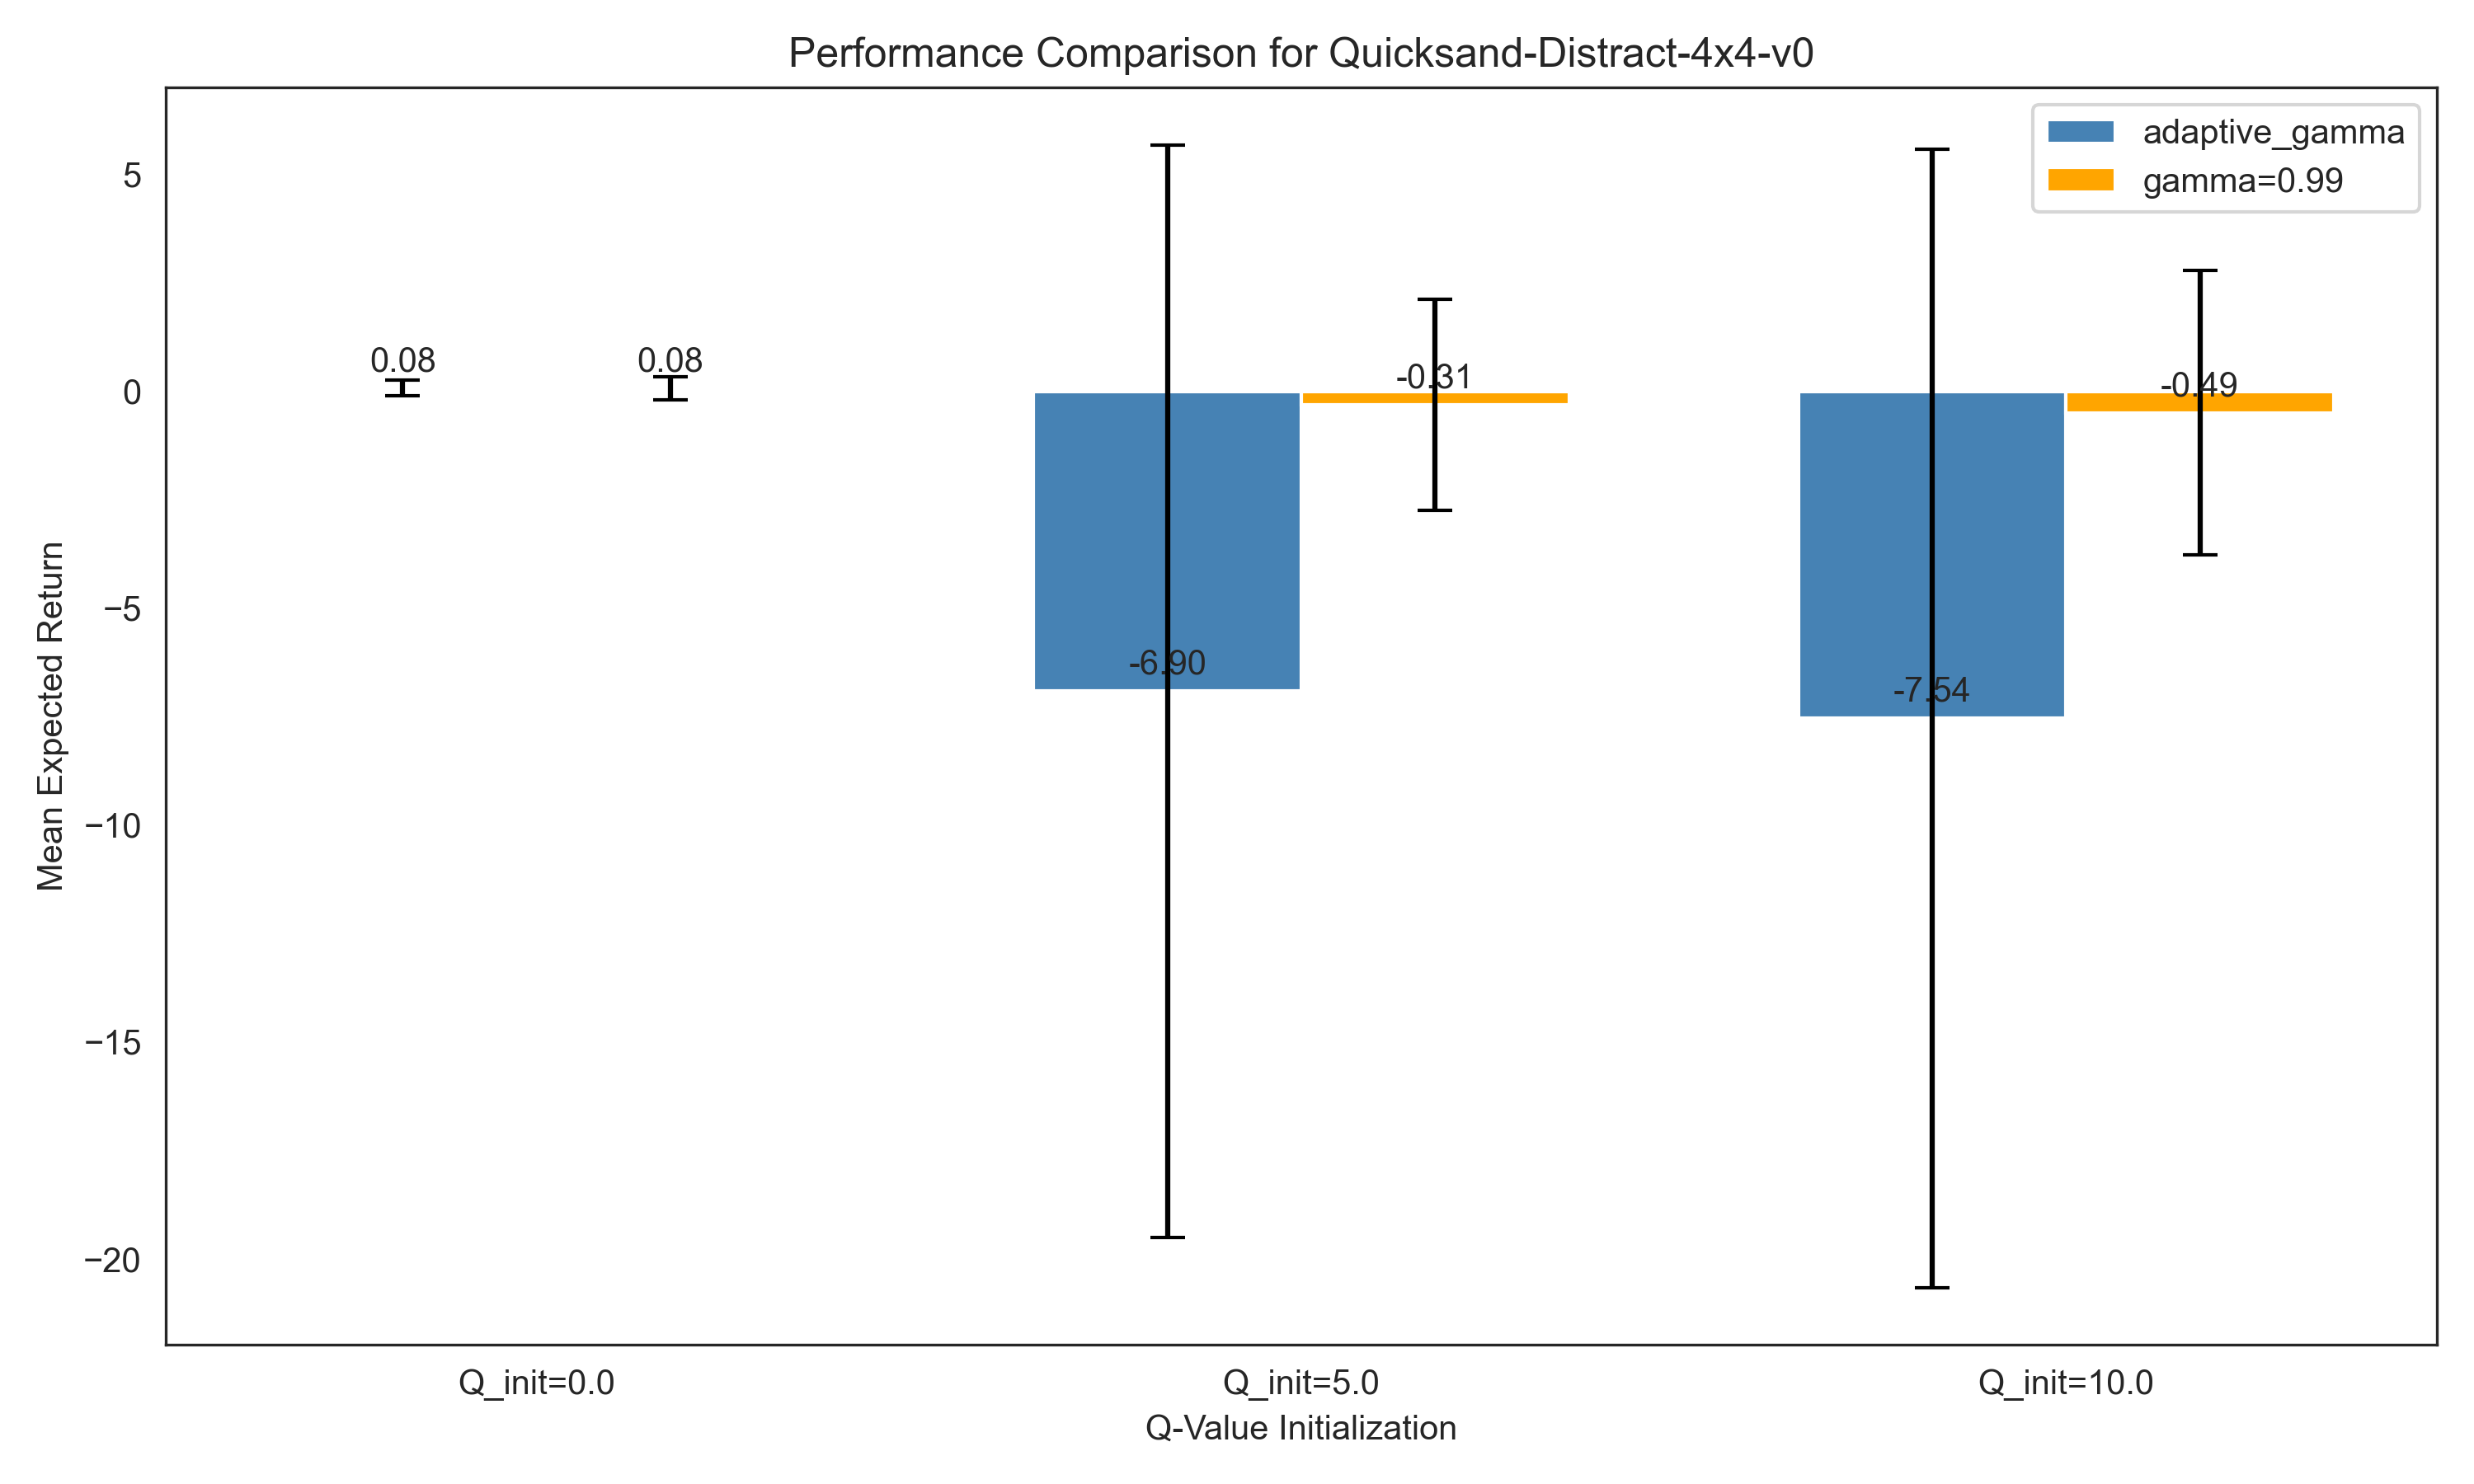 Performance Comparison for Quicksand-Distract-4x4-v0
adaptive_gamma
gamma=0.99
5
0
−5
−10
−15
−20
Mean Expected Return
0.08
0.08
-6.90
-0.31
-7.54
-0.49
Q_init=0.0
Q_init=5.0
Q_init=10.0
Q-Value Initialization